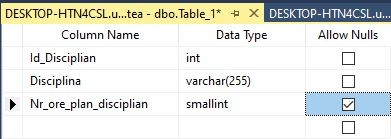 DESKTOP-HTN4CSL.u...tea - dbo.Table_1* DESKTOP-HTN4CSL.us
Column Name Data Type Allow Nulls
Id_Disciplian int
Disciplina varchar(255)
Nr_ore_plan_disciplian smallint